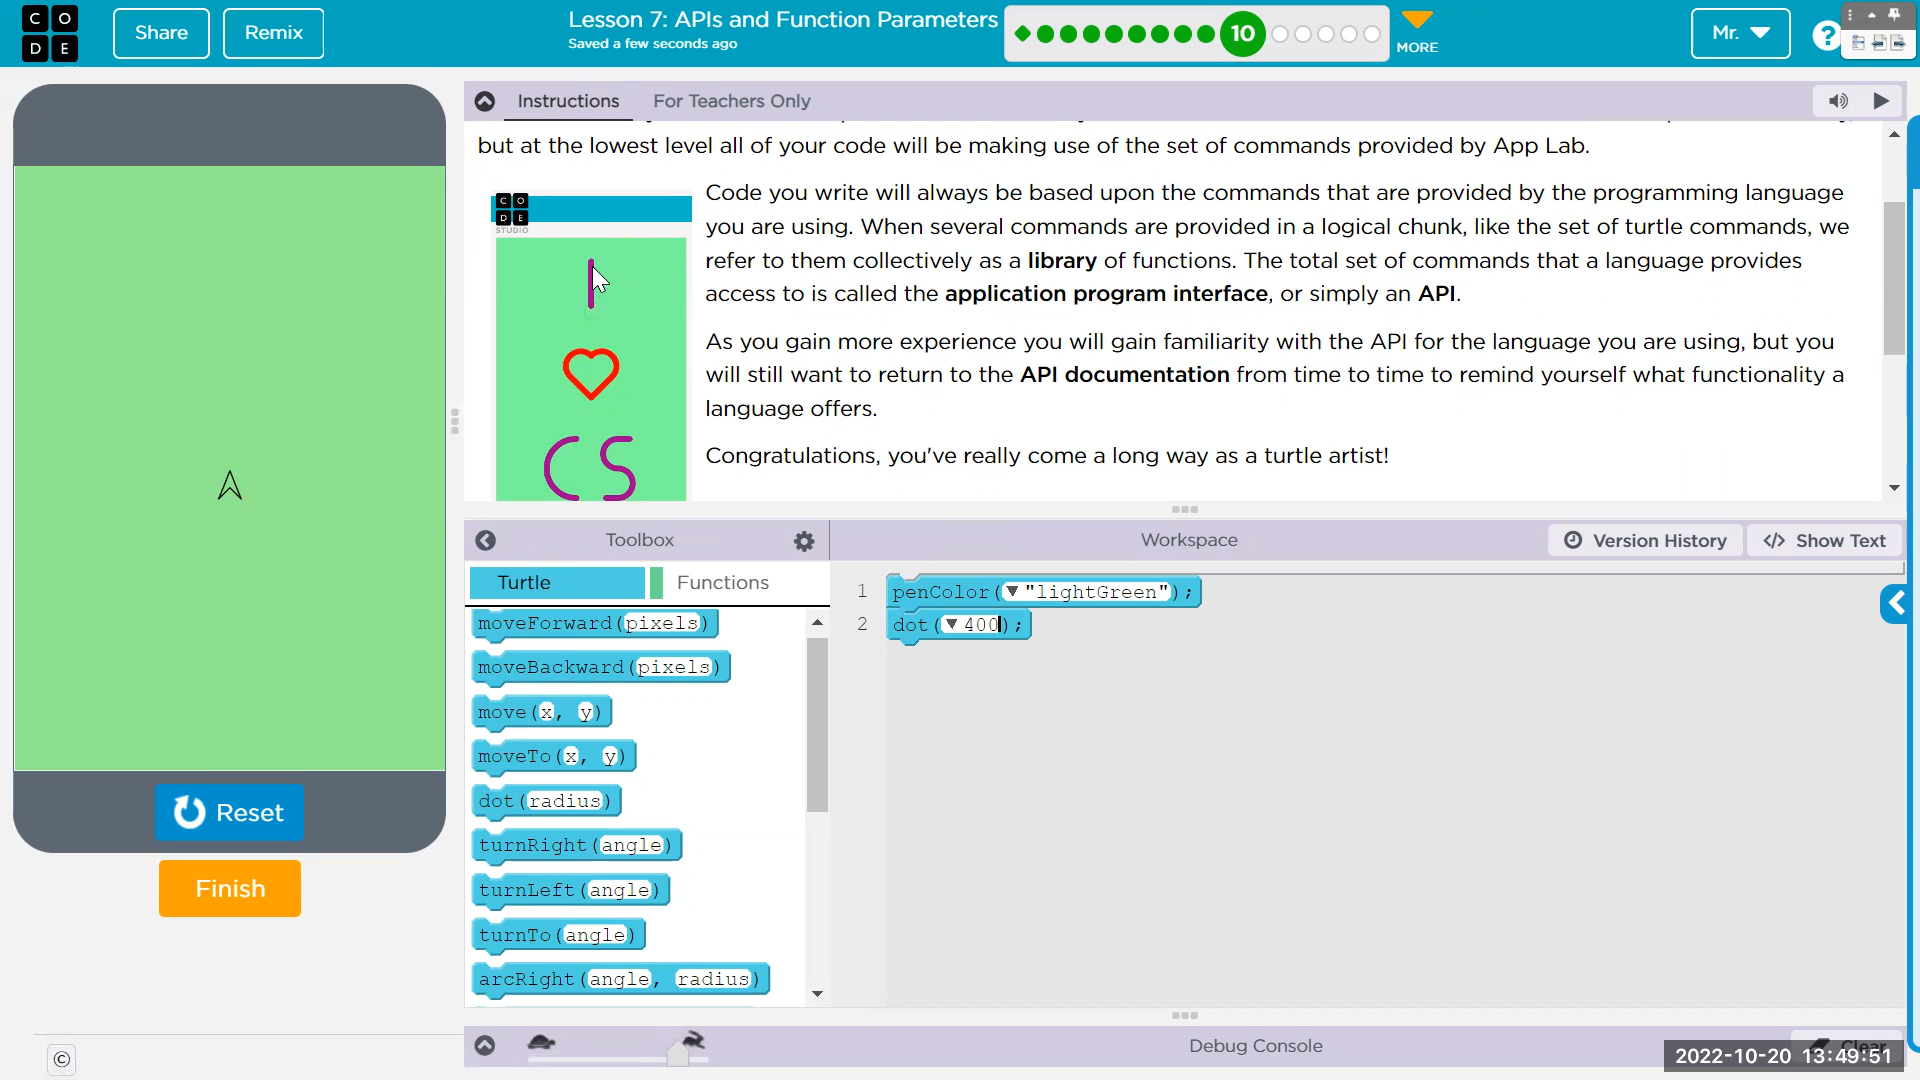 C O
D E
Share
Remix
Lesson 7: APIs and Function Parameters
Saved a few seconds ago
10
MORE
Mr.
?
Instructions
For Teachers Only
but at the lowest level all of your code will be making use of the set of commands provided by App Lab.
C O
D E
STUDIO
I
CS
Code you write will always be based upon the commands that are provided by the programming language
you are using. When several commands are provided in a logical chunk, like the set of turtle commands, we
refer to them collectively as a library of functions. The total set of commands that a language provides
access to is called the application program interface, or simply an API.
As you gain more experience you will gain familiarity with the API for the language you are using, but you
will still want to return to the API documentation from time to time to remind yourself what functionality a
language offers.
Congratulations, you've really come a long way as a turtle artist!
Toolbox
Workspace
Version History
</> Show Text
Turtle
Functions
moveForward(pixels)
moveBackward(pixels)
move(x, y)
moveTo(x, y)
dot(radius)
turnRight(angle)
turnLeft(angle)
turnTo(angle)
arcRight(angle, radius)
1 penColor("lightGreen");
2 dot(400);
Reset
Finish
©
Debug Console
Clear
2022-10-20 13:49:51